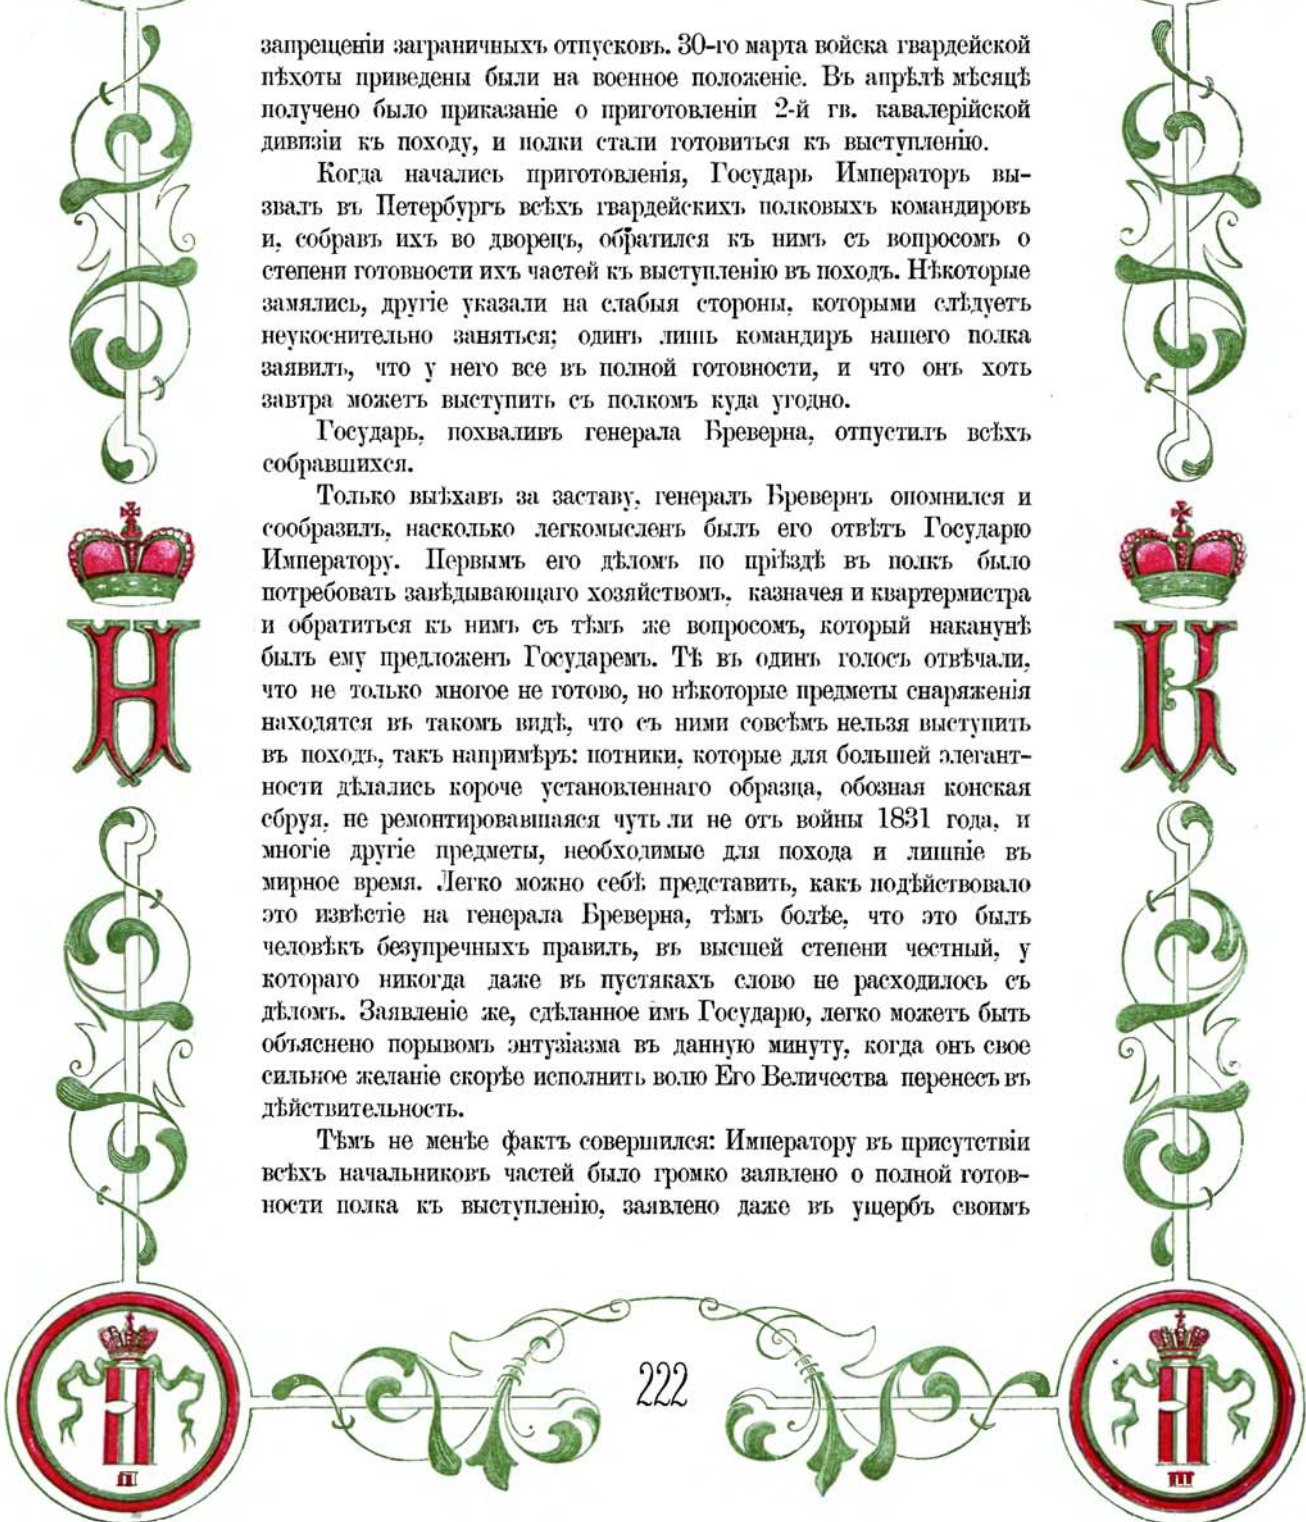 запрещеніи заграничныхъ отпусковъ. 30-го марта войска гвардейской
пѣхоты приведены были на военное положеніе. Въ апрѣлѣ мѣсяцѣ
получено было приказаніе о приготовленіи 2-й гв. кавалерійской
дивизіи къ походу, и полки стали готовиться къ выступленію.
Когда начались приготовленія, Государь Императоръ вы-
звалъ въ Петербургъ всѣхъ гвардейскихъ полковыхъ командировъ
и, собравъ ихъ во дворецъ, обратился къ нимъ съ вопросомъ о
степени готовности ихъ частей къ выступленію въ походъ. Нѣкоторые
замялись, другіе указали на слабыя стороны, которыми слѣдуетъ
неукоснительно заняться; одинъ лишь командиръ нашего полка
заявилъ, что у него все въ полной готовности, и что онъ хоть
завтра можетъ выступить съ полкомъ куда угодно.
Государь, похваливъ генерала Бреверна, отпустилъ всѣхъ
собравшихся.
Только выѣхавъ за заставу, генералъ Бревернъ опомнился и
сообразилъ, насколько легкомысленъ былъ его отвѣтъ Государю
Императору. Первымъ его дѣломъ по пріѣздѣ въ полкъ было
потребовать завѣдывающаго хозяйствомъ, казначея и квартермистра
и обратиться къ нимъ съ тѣмъ же вопросомъ, который наканунѣ
былъ ему предложенъ Государемъ. Тѣ въ одинъ голосъ отвѣчали,
что не только многое не готово, но нѣкоторые предметы снаряженія
находятся въ такомъ видѣ, что съ ними совсѣмъ нельзя выступить
въ походъ, такъ напримѣръ: потники, которые для большей элегант-
ности дѣлались короче установленнаго образца, обозная конская
сбруя, не ремонтировавшаяся чуть ли не отъ войны 1831 года, и
многіе другіе предметы, необходимые для похода и лишніе въ
мирное время. Легко можно себѣ представить, какъ подѣйствовало
это извѣстіе на генерала Бреверна, тѣмъ болѣе, что это былъ
человѣкъ безупречныхъ правилъ, въ высшей степени честный, у
котораго никогда даже въ пустякахъ слово не расходилось съ
дѣломъ. Заявленіе же, сдѣланное имъ Государю, легко можетъ быть
объяснено порывомъ энтузіазма въ данную минуту, когда онъ свое
сильное желаніе скорѣе исполнить волю Его Величества перенесъ въ
дѣйствительность.
Тѣмъ не менѣе фактъ совершился: Императору въ присутствіи
всѣхъ начальниковъ частей было громко заявлено о полной готов-
ности полка къ выступленію, заявлено даже въ ущербъ своимъ
Н
К
222
П
III